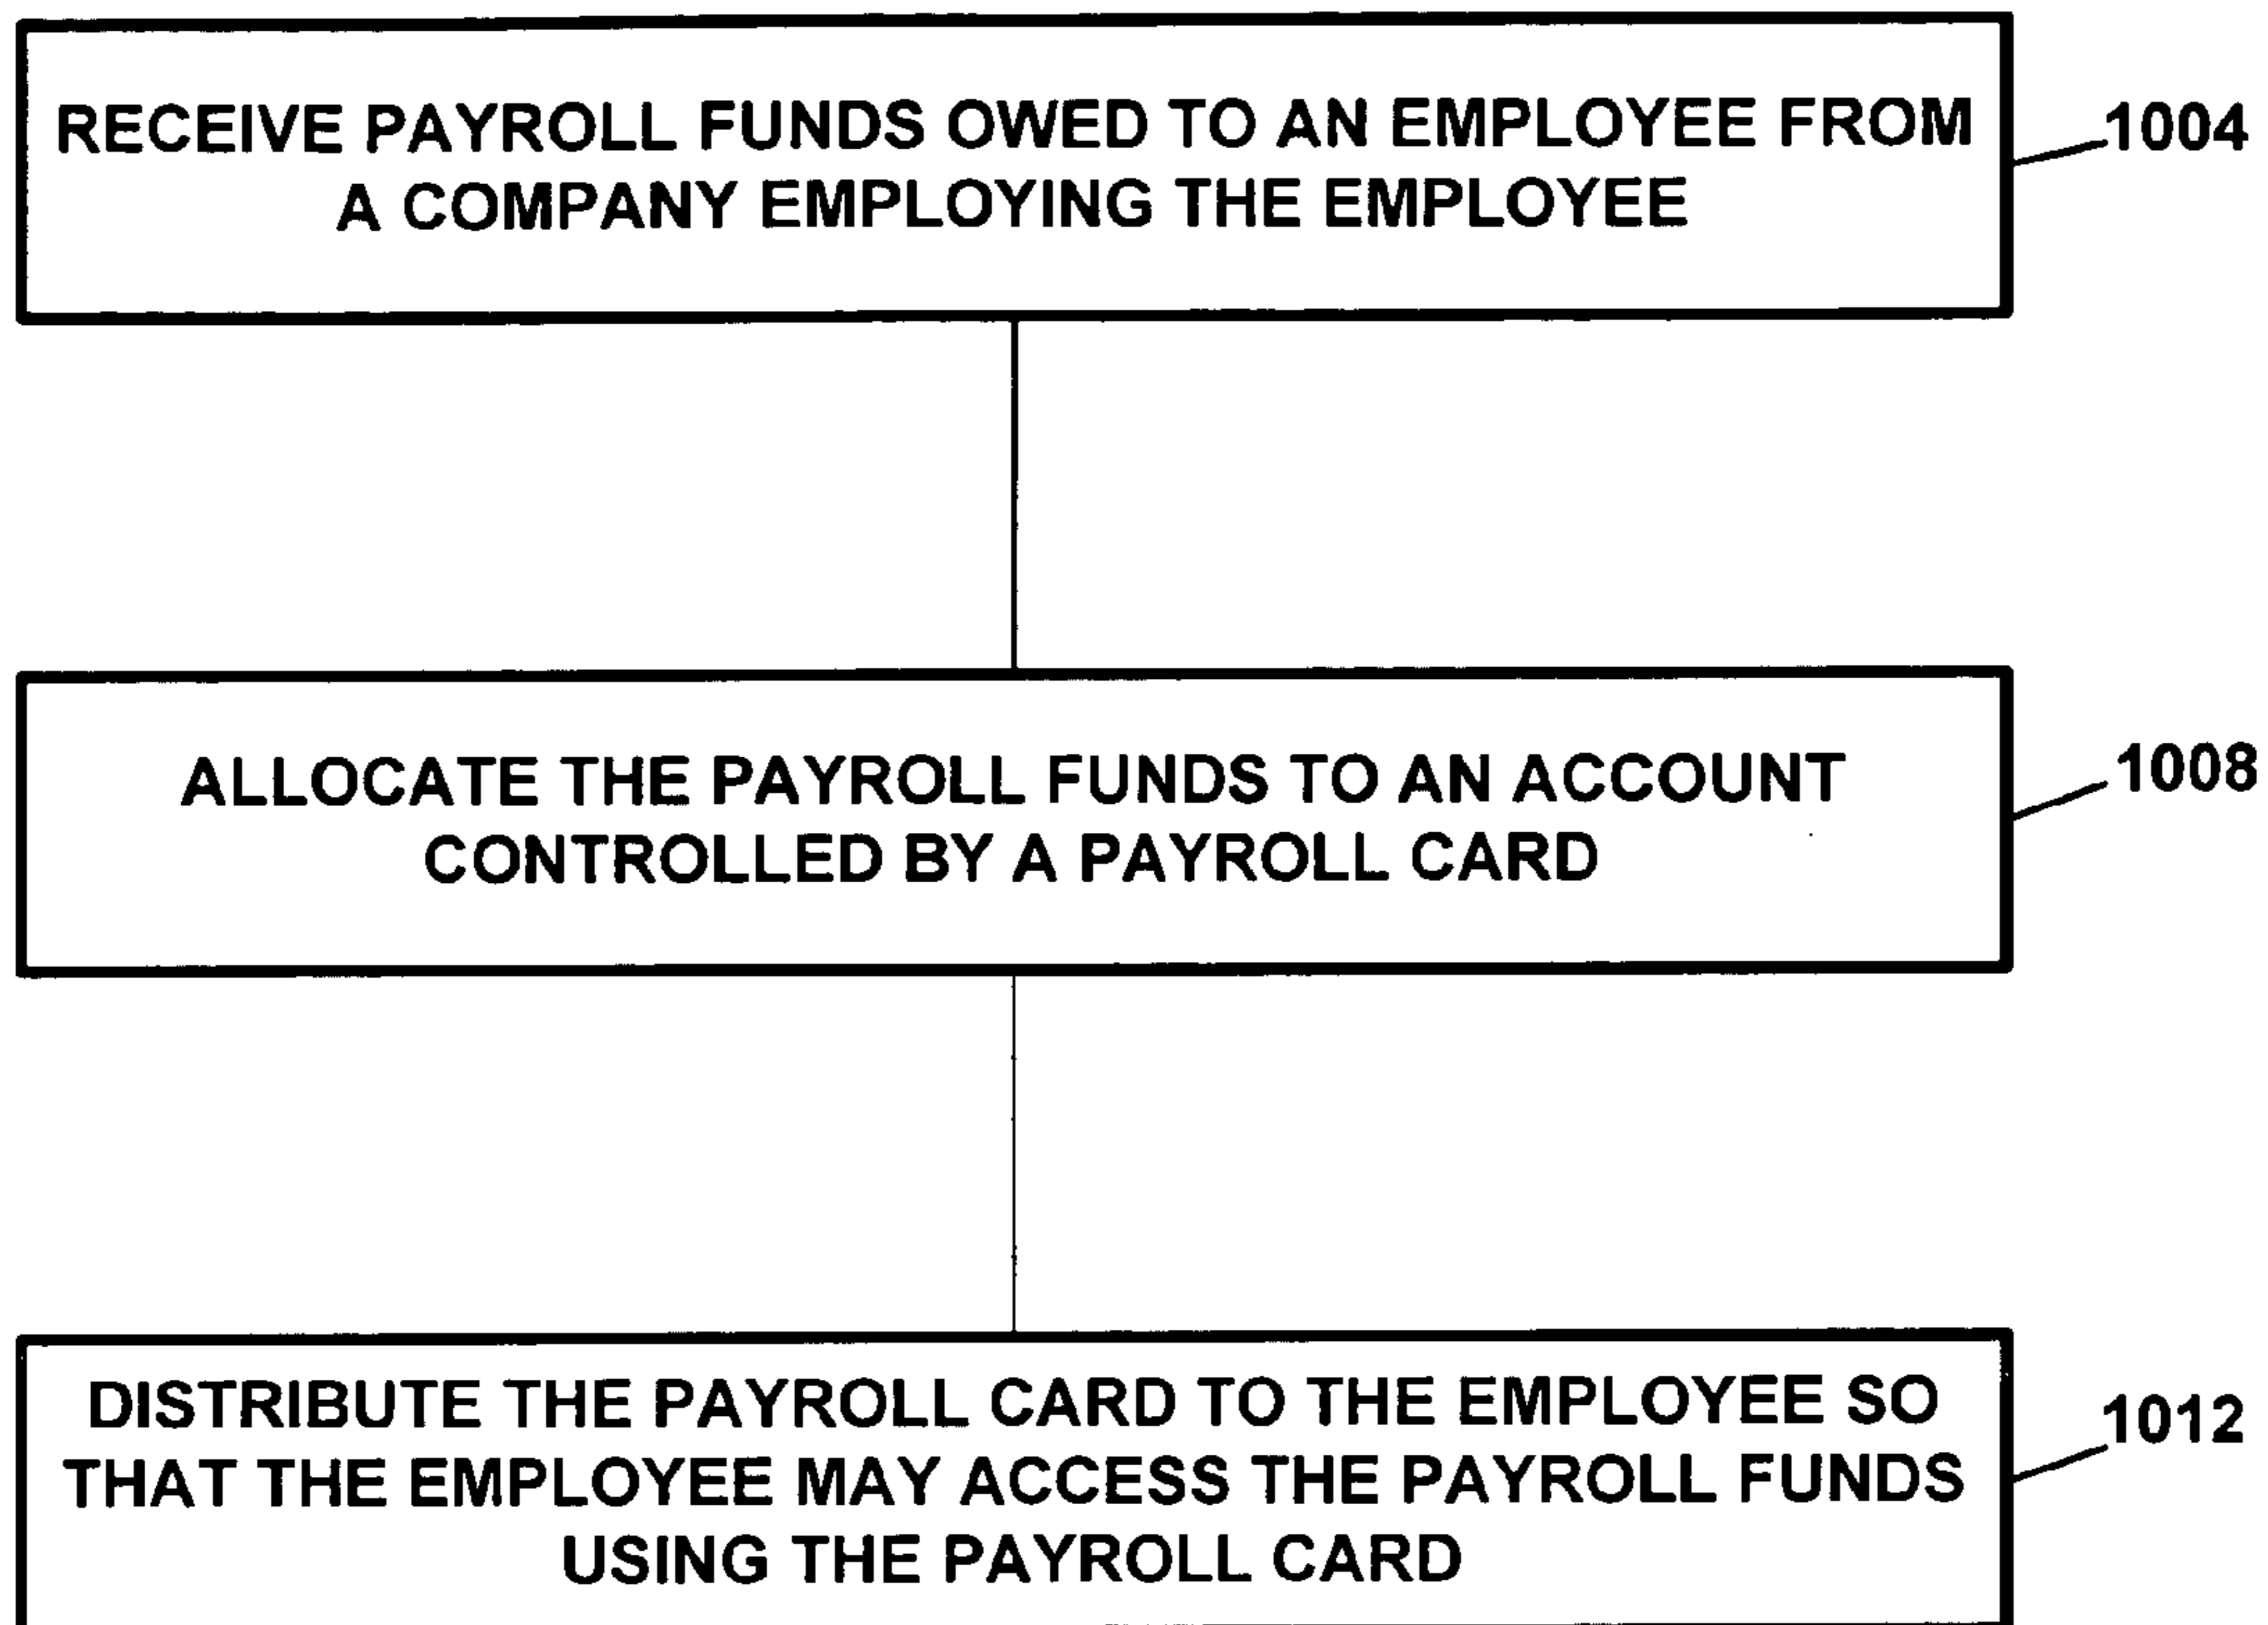 RECEIVE PAYROLL FUNDS OWED TO AN EMPLOYEE FROM
A COMPANY EMPLOYING THE EMPLOYEE
1004
ALLOCATE THE PAYROLL FUNDS TO AN ACCOUNT
CONTROLLED BY A PAYROLL CARD
1008
DISTRIBUTE THE PAYROLL CARD TO THE EMPLOYEE SO
THAT THE EMPLOYEE MAY ACCESS THE PAYROLL FUNDS
USING THE PAYROLL CARD
1012